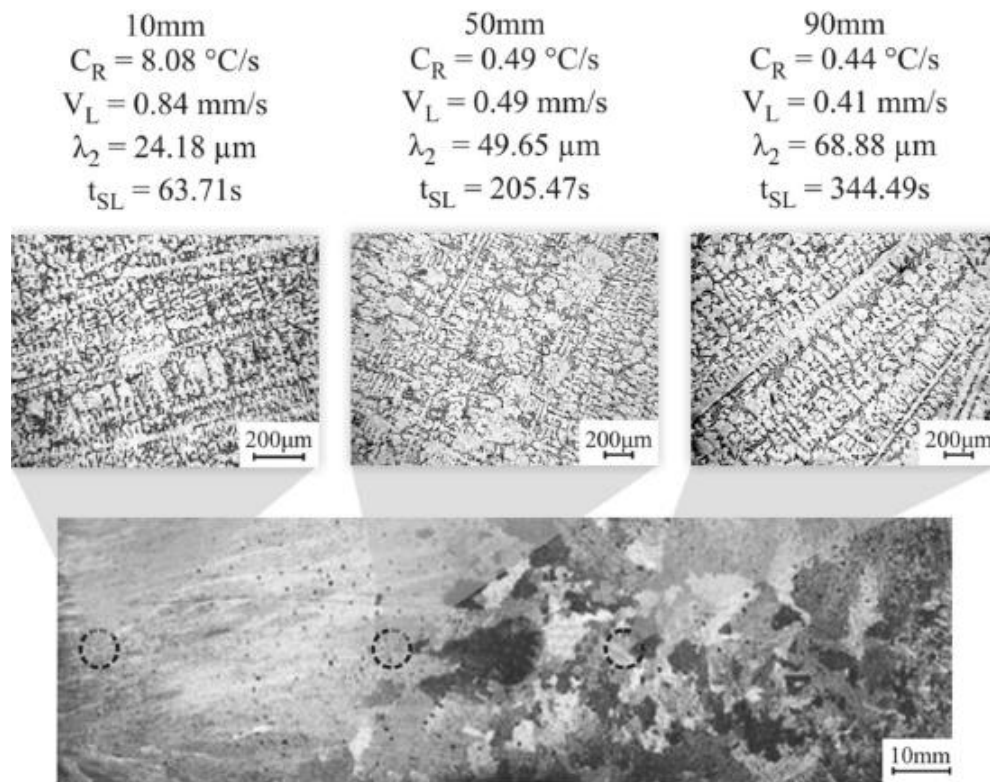 10mm
C_R = 8.08 °C/s
V_L = 0.84 mm/s
λ_2 = 24.18 μm
t_SL = 63.71s
50mm
C_R = 0.49 °C/s
V_L = 0.49 mm/s
λ_2 = 49.65 μm
t_SL = 205.47s
90mm
C_R = 0.44 °C/s
V_L = 0.41 mm/s
λ_2 = 68.88 μm
t_SL = 344.49s
200μm
200μm
200μm
10mm